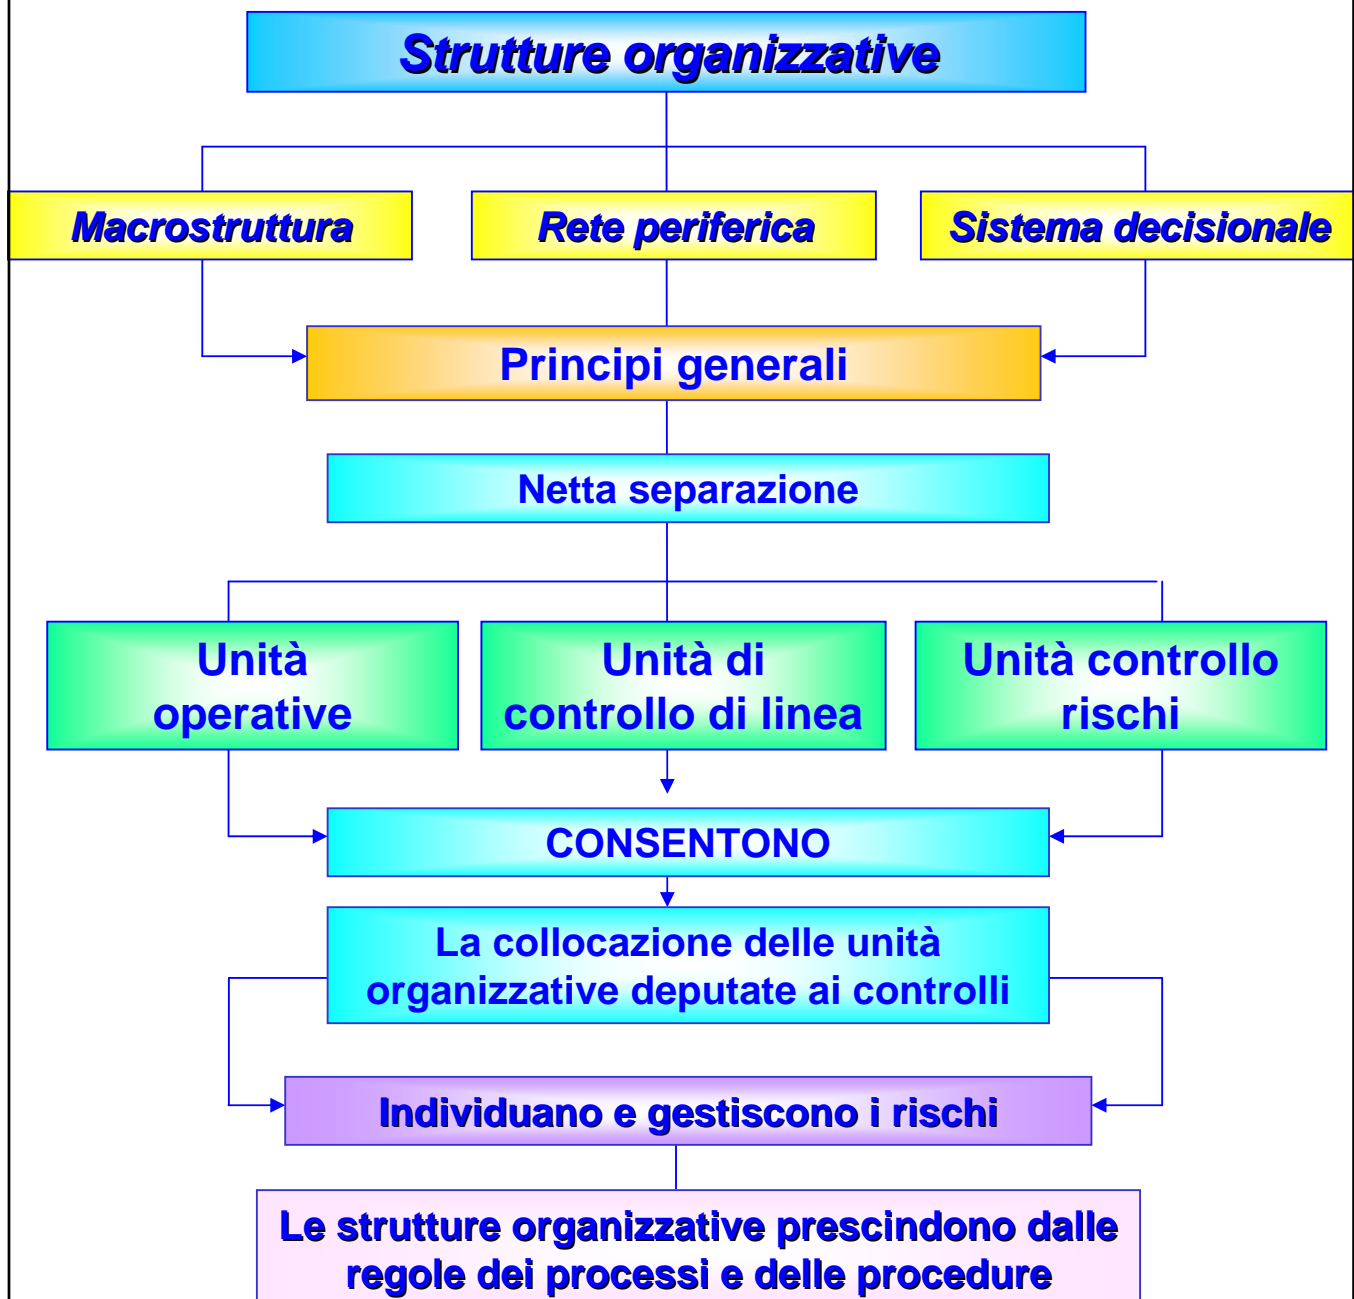 Strutture organizzative
Macrostruttura
Rete periferica
Sistema decisionale
Principi generali
Netta separazione
Unità
operative
Unità di
controllo di linea
Unità controllo
rischi
CONSENTONO
La collocazione delle unità
organizzative deputate ai controlli
Individuano e gestiscono i rischi
Le strutture organizzative prescindono dalle
regole dei processi e delle procedure